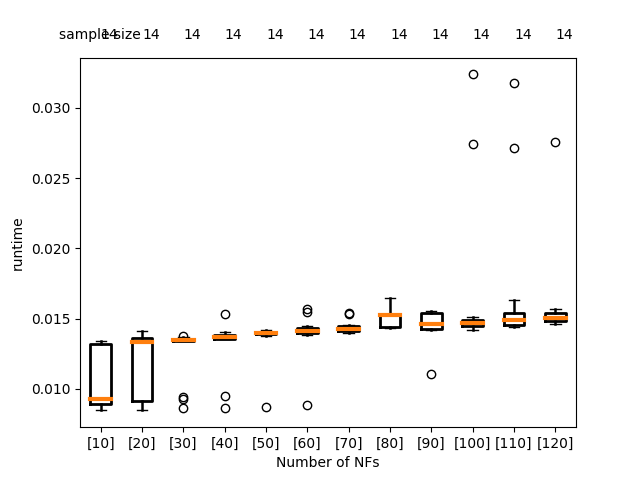 sample size 14 14 14 14 14 14 14 14 14 14 14 14
0.030
0.025
0.020
0.015
0.010
runtime
[10] [20] [30] [40] [50] [60] [70] [80] [90] [100] [110] [120]
Number of NFs